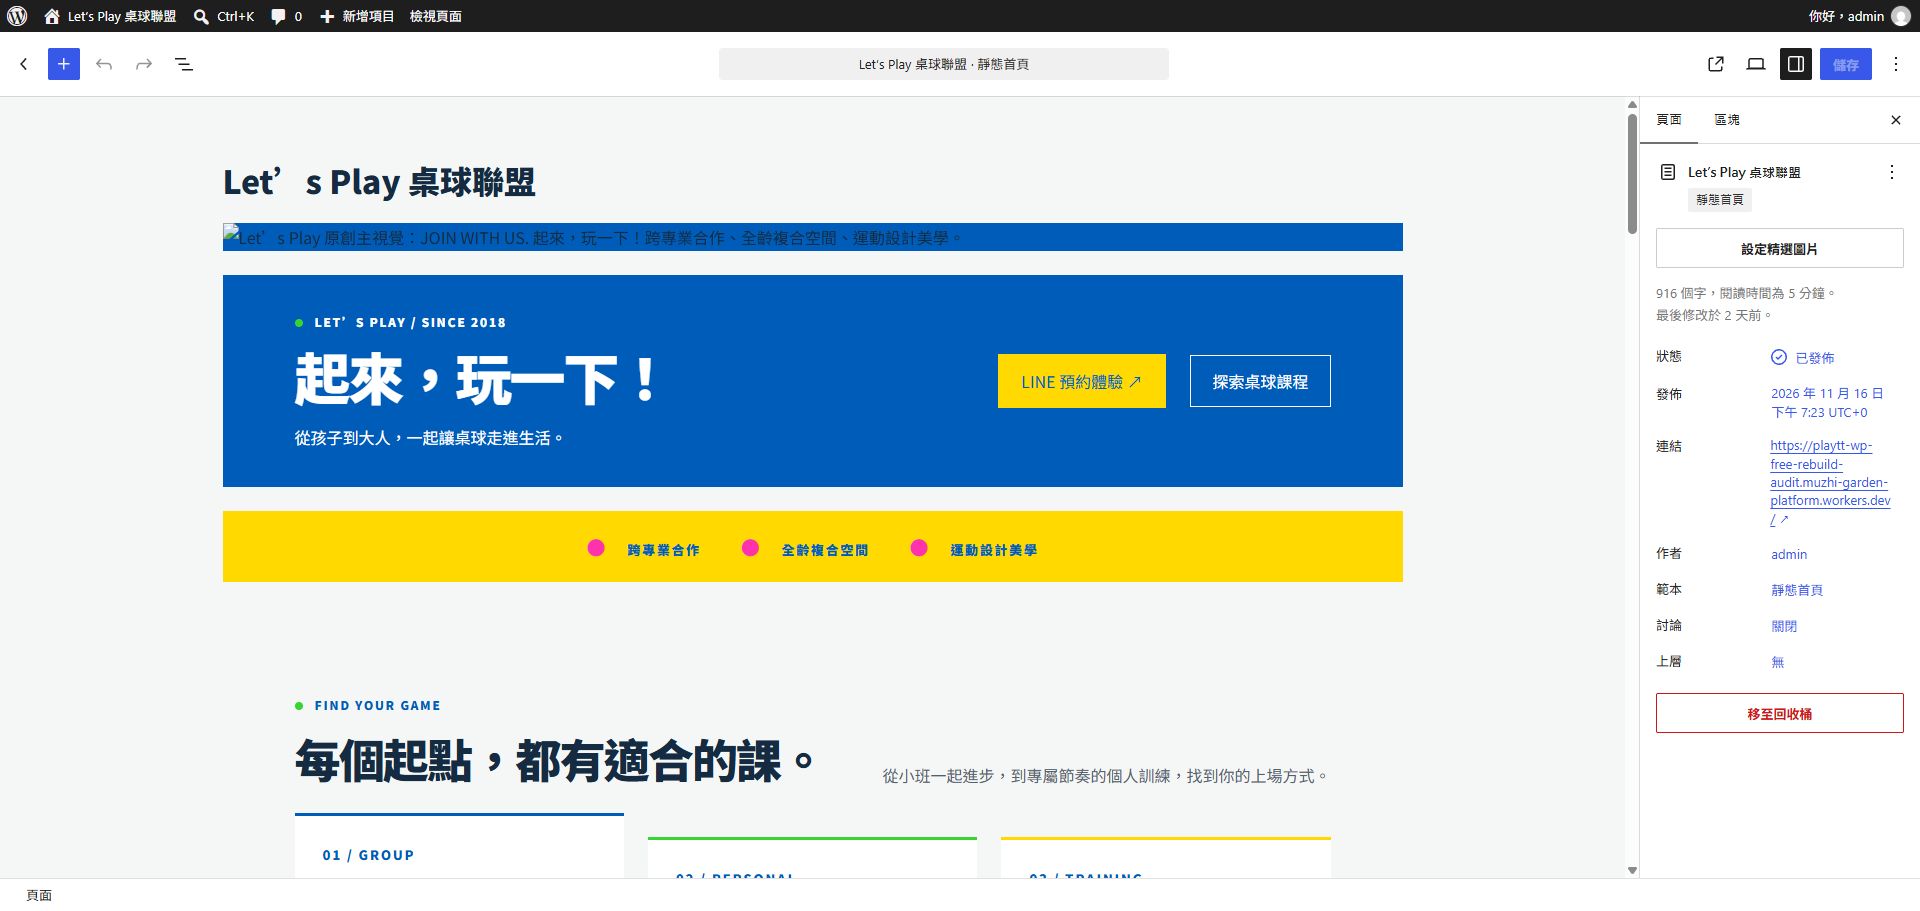 Let's Play 桌球聯盟
Ctrl+K
0
新增項目
檢視頁面
你好，admin
Let's Play 桌球聯盟 · 靜態首頁
儲存
Let's Play 桌球聯盟
Let's Play 原創主視覺：JOIN WITH US. 起來，玩一下！跨專業合作、全齡複合空間、運動設計美學。
LET'S PLAY / SINCE 2018
起來，玩一下！
從孩子到大人，一起讓桌球走進生活。
LINE 預約體驗 ↗
探索桌球課程
跨專業合作
全齡複合空間
運動設計美學
FIND YOUR GAME
每個起點，都有適合的課。
從小班一起進步，到專屬節奏的個人訓練，找到你的上場方式。
01 / GROUP
02 / PERSONAL
03 / TRAINING
頁面
區塊
Let's Play 桌球聯盟
靜態首頁
設定精選圖片
916 個字，閱讀時間為 5 分鐘。
最後修改於 2 天前。
狀態
已發佈
發佈
2026 年 11 月 16 日
下午 7:23 UTC+0
連結
https://playtt-wp-
free-rebuild-
audit.muzhi-garden-
platform.workers.dev
/ ↗
作者
admin
範本
靜態首頁
討論
關閉
上層
無
移至回收桶
頁面